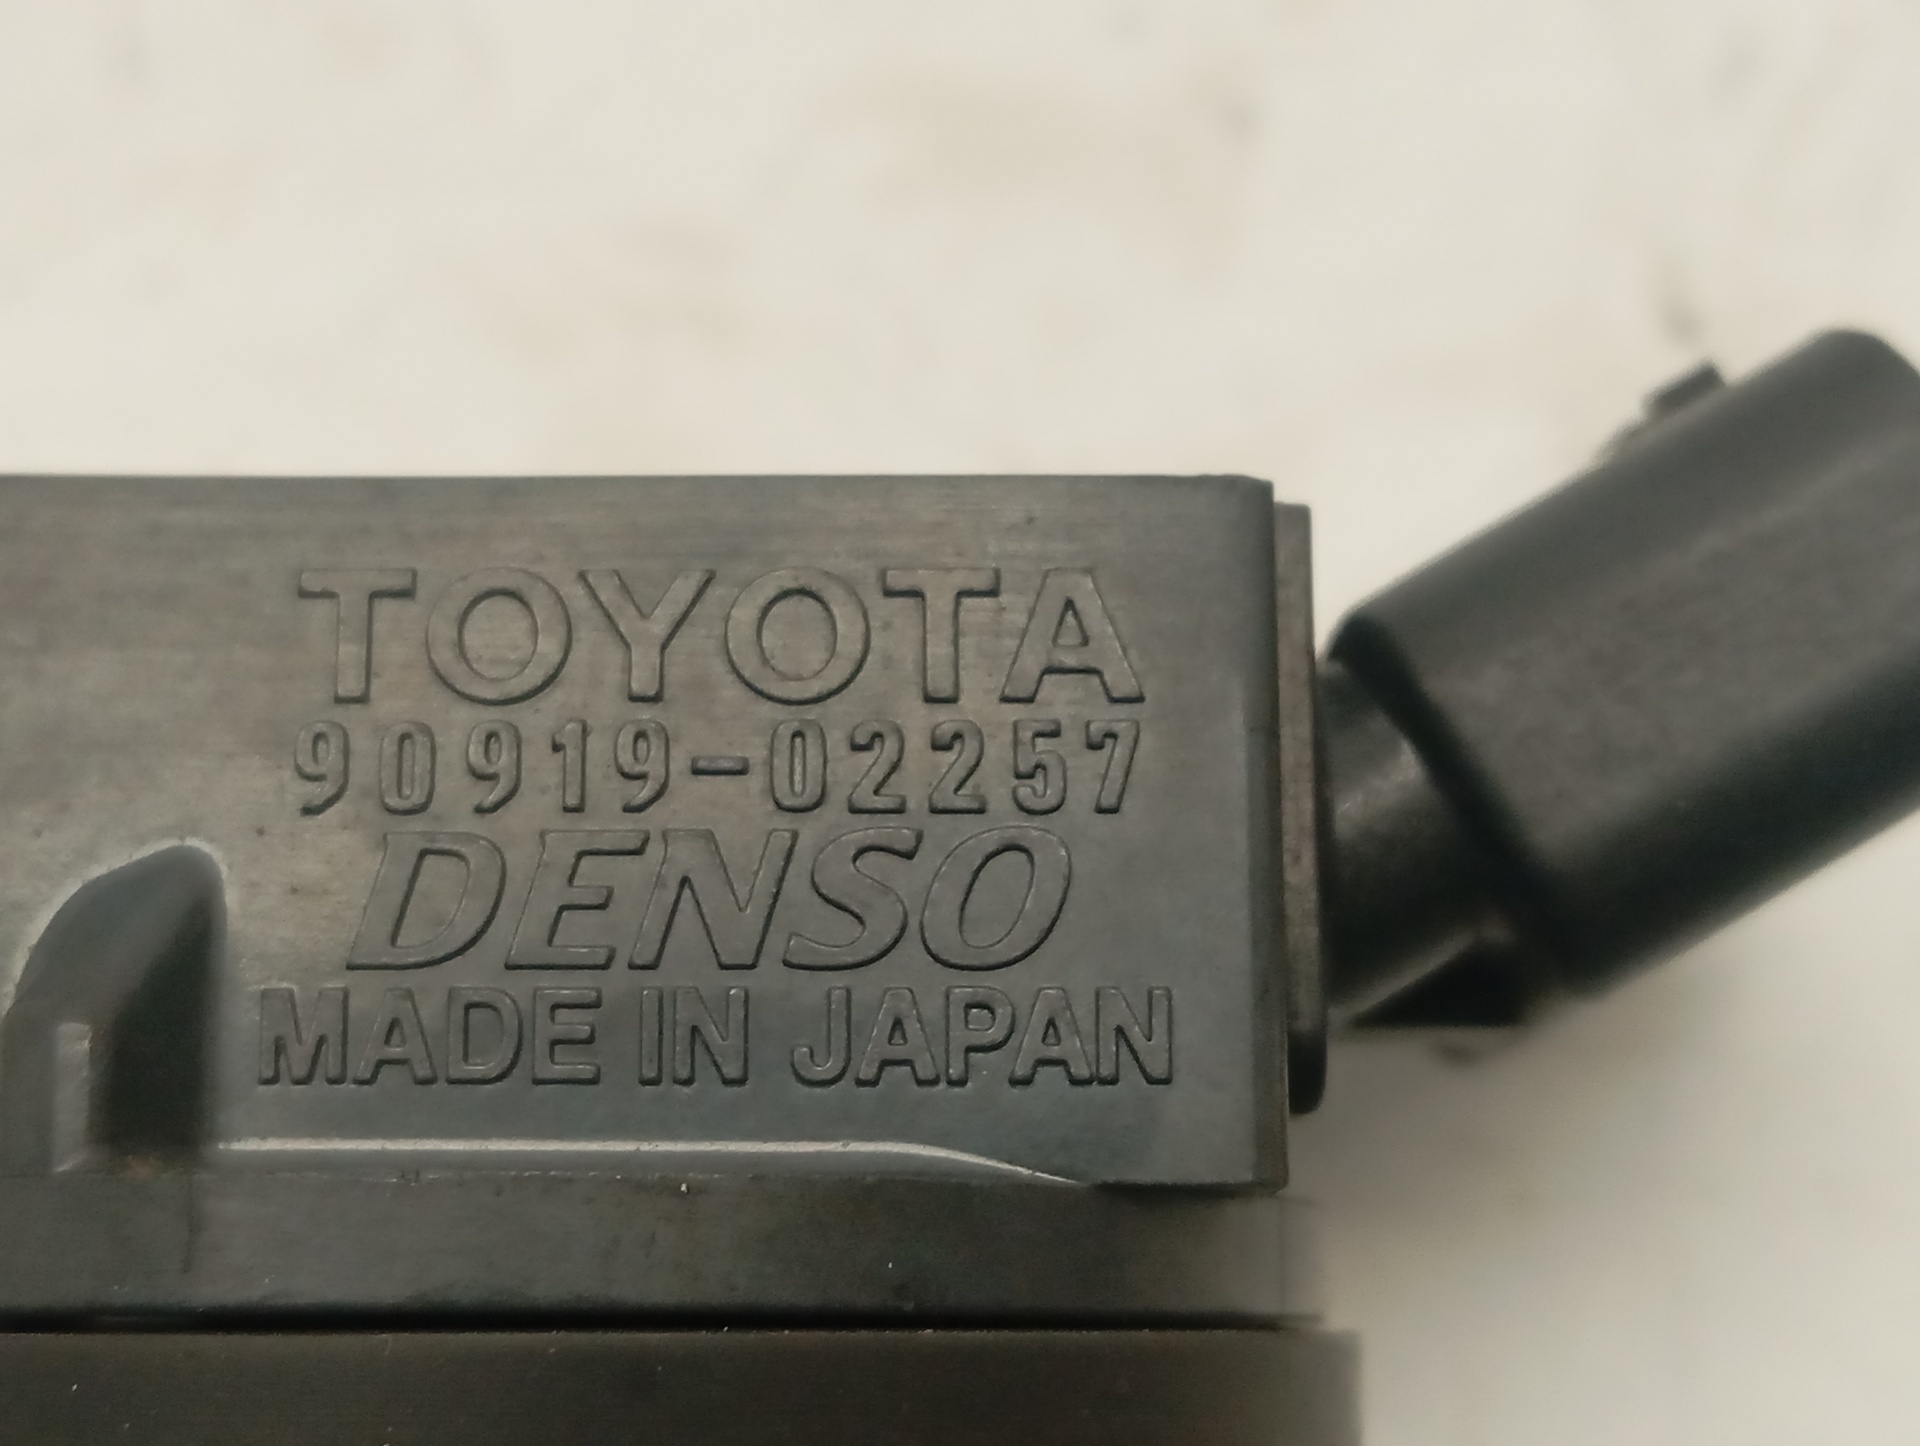 TOYOTA
90919-02257
DENSO
MADE IN JAPAN